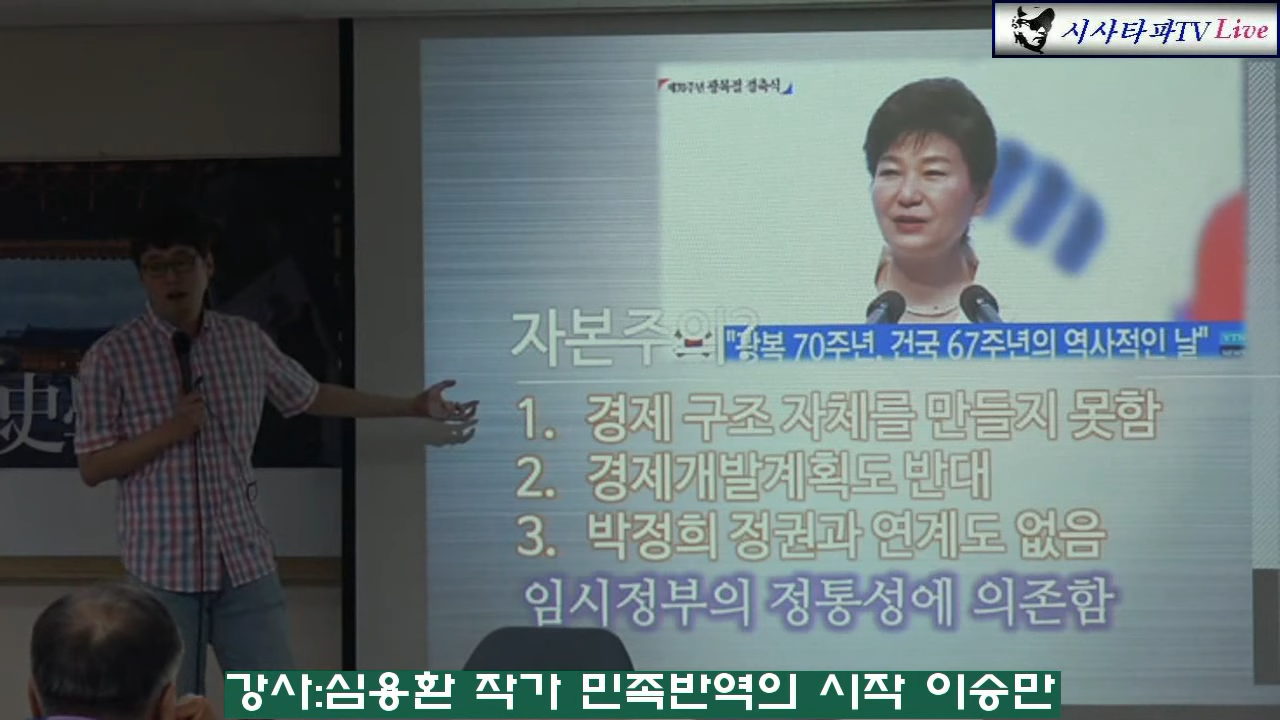 시사타파TV Live
제70주년 광복절 경축식
자본주의?
"광복 70주년, 건국 67주년의 역사적인 날"
1. 경제 구조 자체를 만들지 못함
2. 경제개발계획도 반대
3. 박정희 정권과 연계도 없음
임시정부의 정통성에 의존함
史學
강사:심용환 작가 민족반역의 시작 이승만